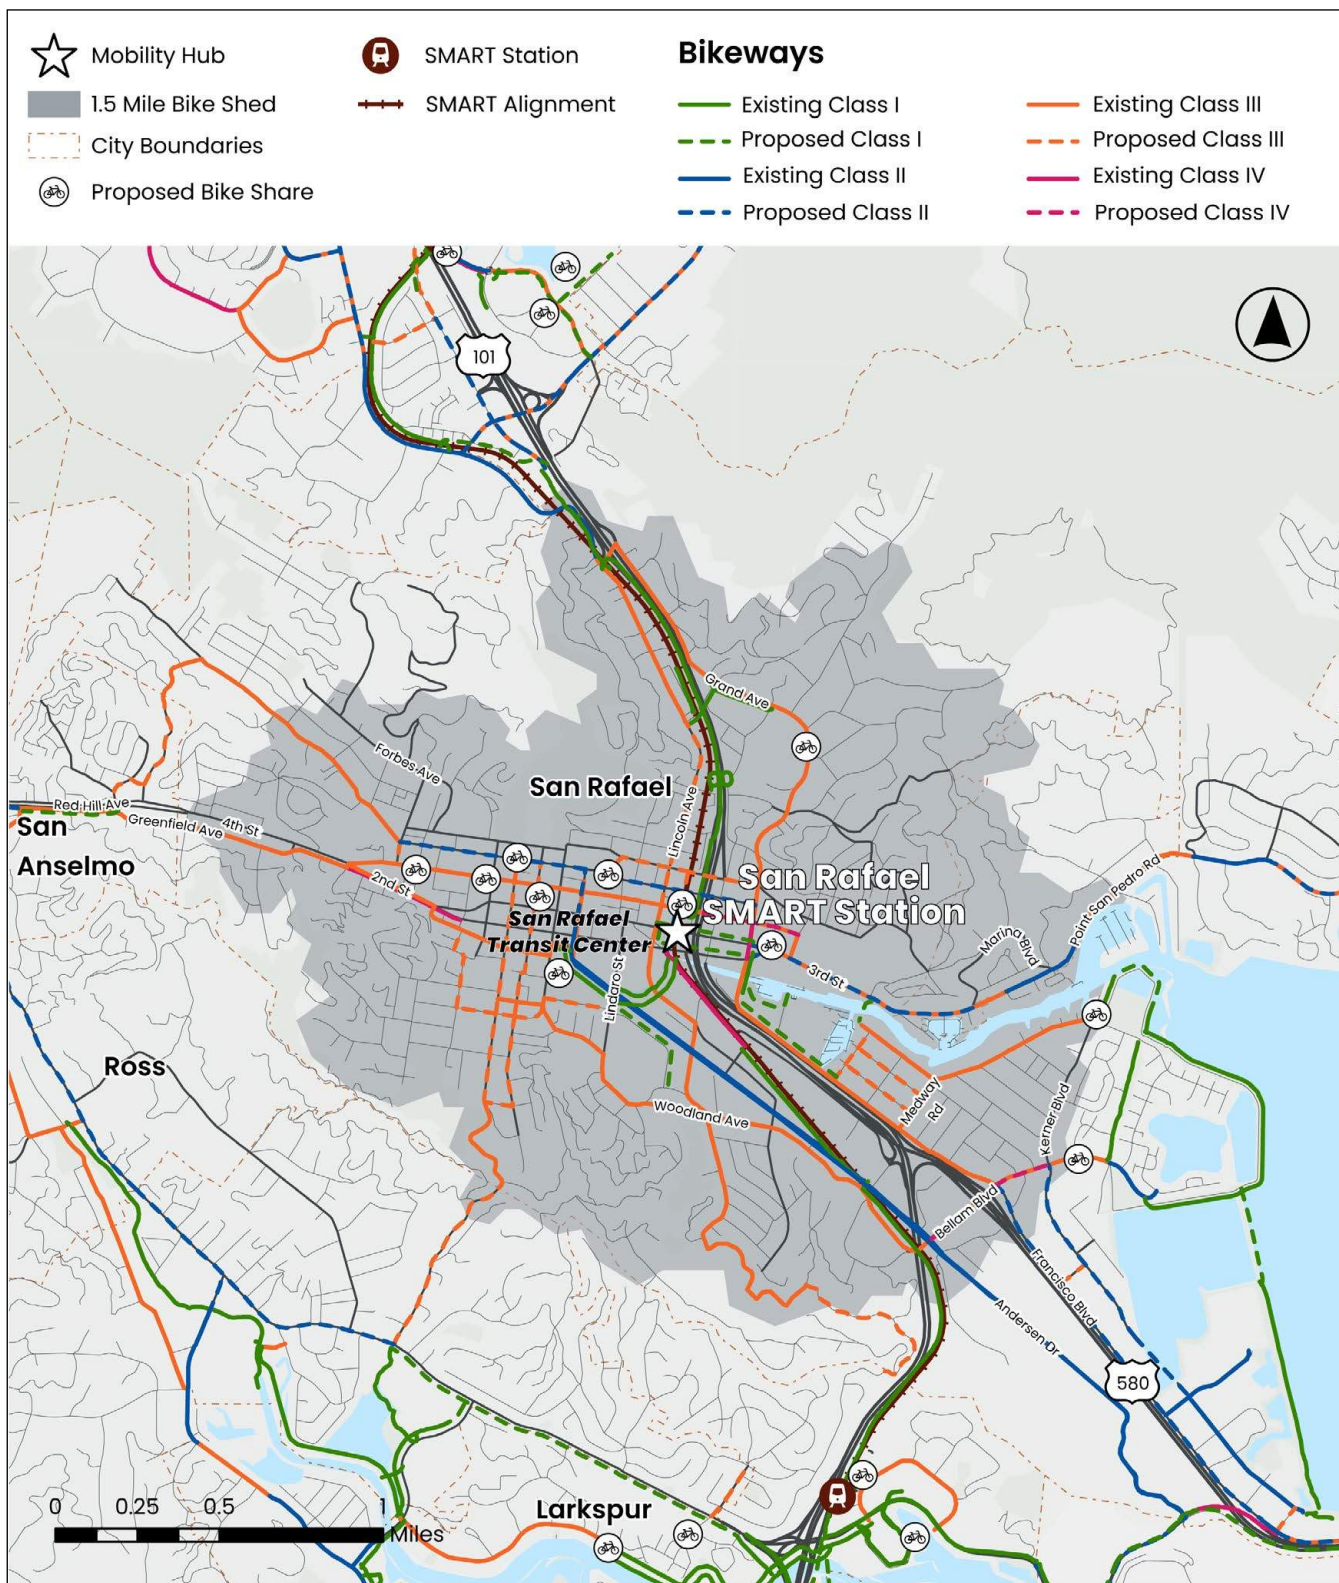 Mobility Hub
1.5 Mile Bike Shed
City Boundaries
Proposed Bike Share
SMART Station
SMART Alignment
Bikeways
Existing Class I
Proposed Class I
Existing Class II
Proposed Class II
Existing Class III
Proposed Class III
Existing Class IV
Proposed Class IV
101
Grand Ave
Forbes Ave
San Rafael
Lincoln Ave
Red Hill Ave
4th St
Greenfield Ave
San
Anselmo
2nd St
San Rafael
SMART Station
San Rafael
Transit Center
Point San Pedro Rd
Marina Blvd
3rd St
Lindaro St
Ross
Medway
Rd
Woodland Ave
Kerner Blvd
Bellam Blvd
Francisco Blvd
Andersen Dr
580
Larkspur
0 0.25 0.5 1
Miles